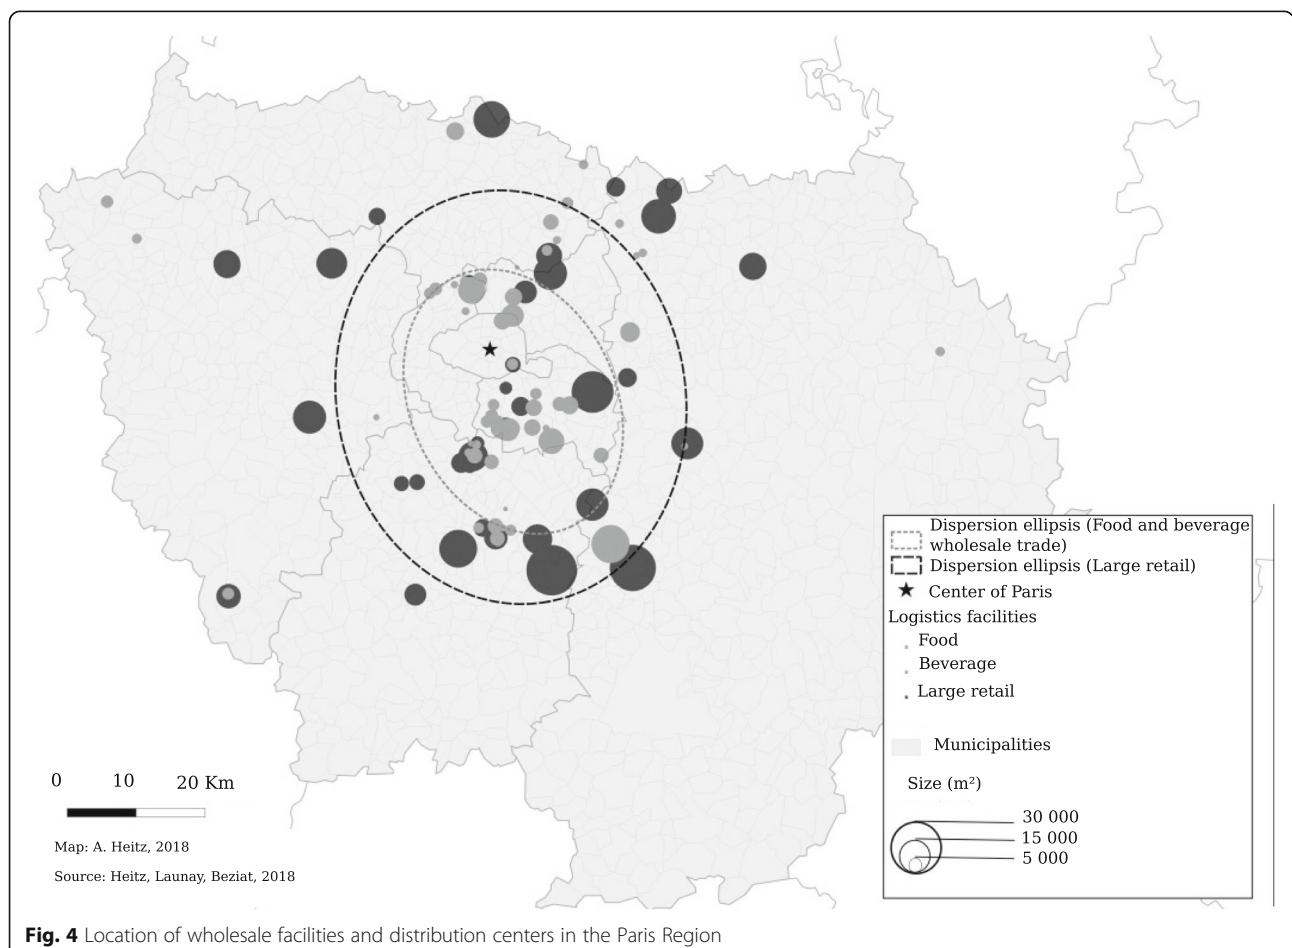 Dispersion ellipsis (Food and beverage
wholesale trade)
Dispersion ellipsis (Large retail)
Center of Paris
Logistics facilities
Food
Beverage
Large retail
Municipalities
Size (m²)
30 000
15 000
5 000
0 10 20 Km
Map: A. Heitz, 2018
Source: Heitz, Launay, Beziat, 2018
Fig. 4 Location of wholesale facilities and distribution centers in the Paris Region